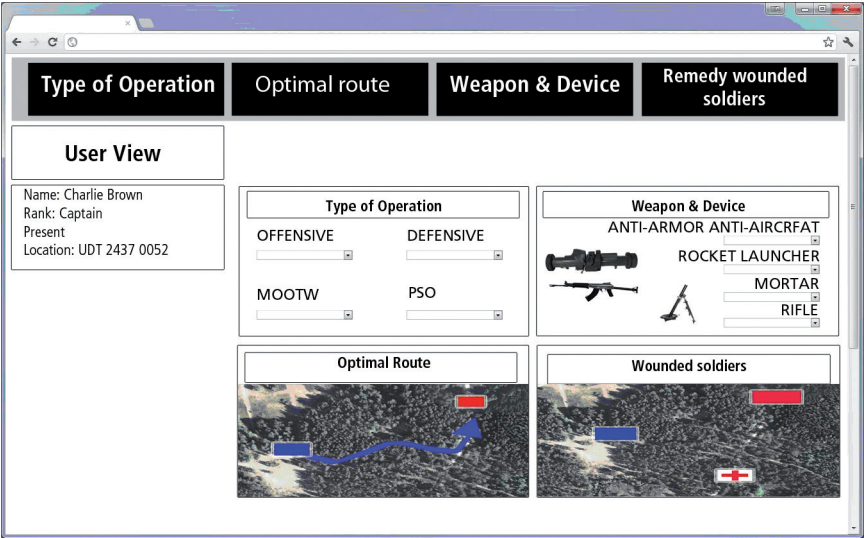 Type of Operation
Optimal route
Weapon & Device
Remedy wounded
soldiers
User View
Name: Charlie Brown
Rank: Captain
Present
Location: UDT 2437 0052
Type of Operation
OFFENSIVE
DEFENSIVE
MOOTW
PSO
Weapon & Device
ANTI-ARMOR ANTI-AIRCRFAT
ROCKET LAUNCHER
MORTAR
RIFLE
Optimal Route
Wounded soldiers